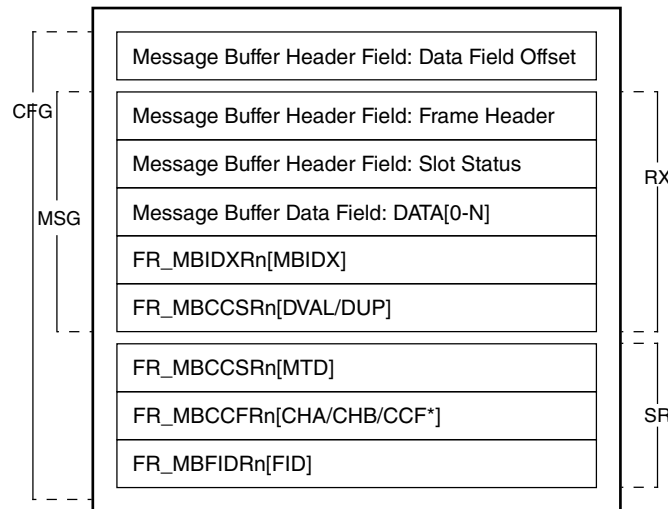 Message Buffer Header Field: Data Field Offset
CFG
Message Buffer Header Field: Frame Header
Message Buffer Header Field: Slot Status
RX
Message Buffer Data Field: DATA[0-N]
MSG
FR_MBIDXRn[MBIDX]
FR_MBCCSRn[DVAL/DUP]
FR_MBCCSRn[MTD]
FR_MBCCFRn[CHA/CHB/CCF*]
SR
FR_MBFIDRn[FID]